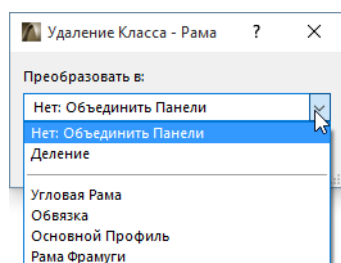 Удаление Класса - Рама ?
Преобразовать в:
Нет: Объединить Панели
Нет: Объединить Панели
Деление
Угловая Рама
Обвязка
Основной Профиль
Рама Фрамуги